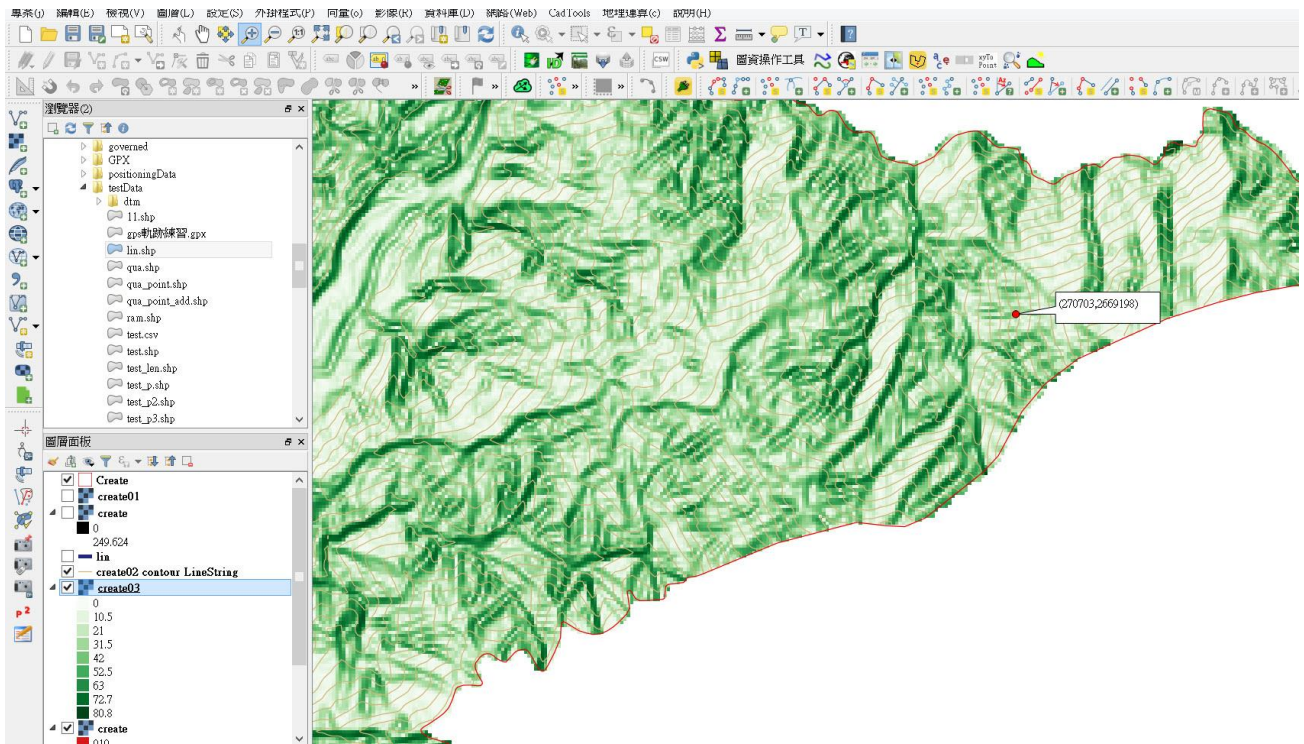 專案(J) 編輯(E) 檢視(V) 圖層(L) 設定(S) 外掛程式(P) 向量(O) 影像(R) 資料庫(D) 網路(Web) CadTools 地理運算(c) 說明(H)
圖資操作工具
瀏覽器(2)
governed
GPX
positioningData
testData
dtm
11.shp
gps軌跡練習.gpx
lin.shp
qua.shp
qua_point.shp
qua_point_add.shp
ram.shp
test.csv
test.shp
test_len.shp
test_p.shp
test_p2.shp
test_p3.shp
圖層面板
Create
create01
create
0
249.624
lin
create02 contour LineString
create03
0
10.5
21
31.5
42
52.5
63
72.7
80.8
create
(270703,2669198)